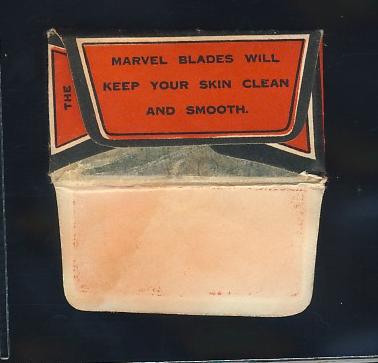 MARVEL BLADES WILL
KEEP YOUR SKIN CLEAN
AND SMOOTH.
THE